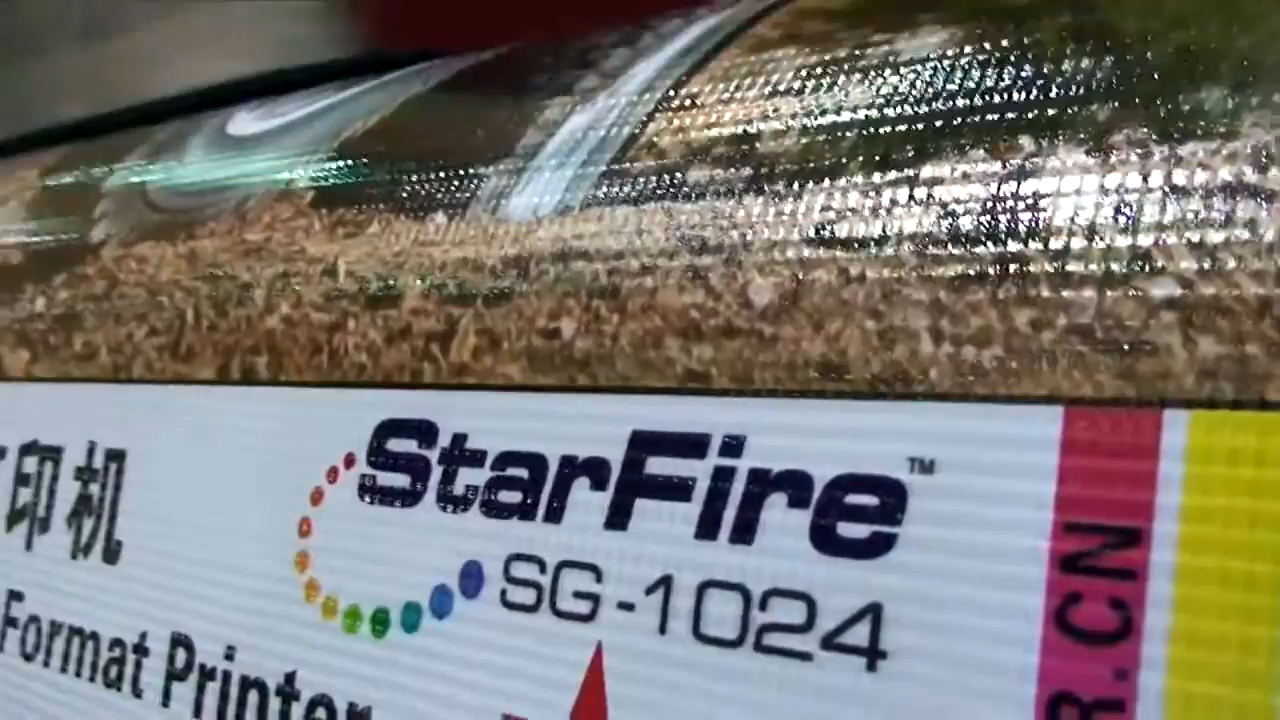 印机
StarFire™
SG-1024
Format Printer
R.CN